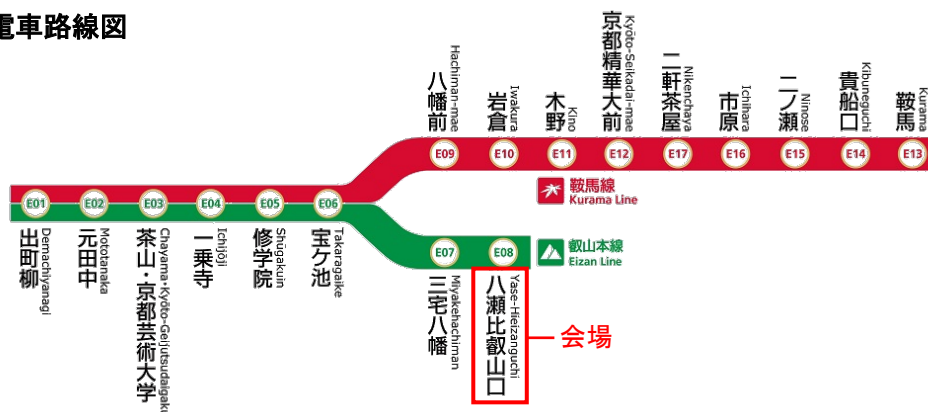 電車路線図
Hachiman-mae
八幡前
Iwakura
岩倉
Kino
木野
Kyōto-Seikadai-mae
京都精華大前
Nikenchaya
二軒茶屋
Ichihara
市原
Ninose
二ノ瀬
Kibuneguchi
貴船口
Kurama
鞍馬
E09
E10
E11
E12
E17
E16
E15
E14
E13
鞍馬線
Kurama Line
E01
E02
E03
E04
E05
E06
出町柳
Demachiyanagi
元田中
Mototanaka
茶山・京都芸術大学
Chayama・Kyōto-Geijutsudaigaku
一乗寺
Ichijōji
修学院
Shūgakuin
宝ケ池
Takaragaike
E07
E08
叡山本線
Eizan Line
三宅八幡
Miyakehachiman
八瀬比叡山口
Yase-Hieizanguchi
会場